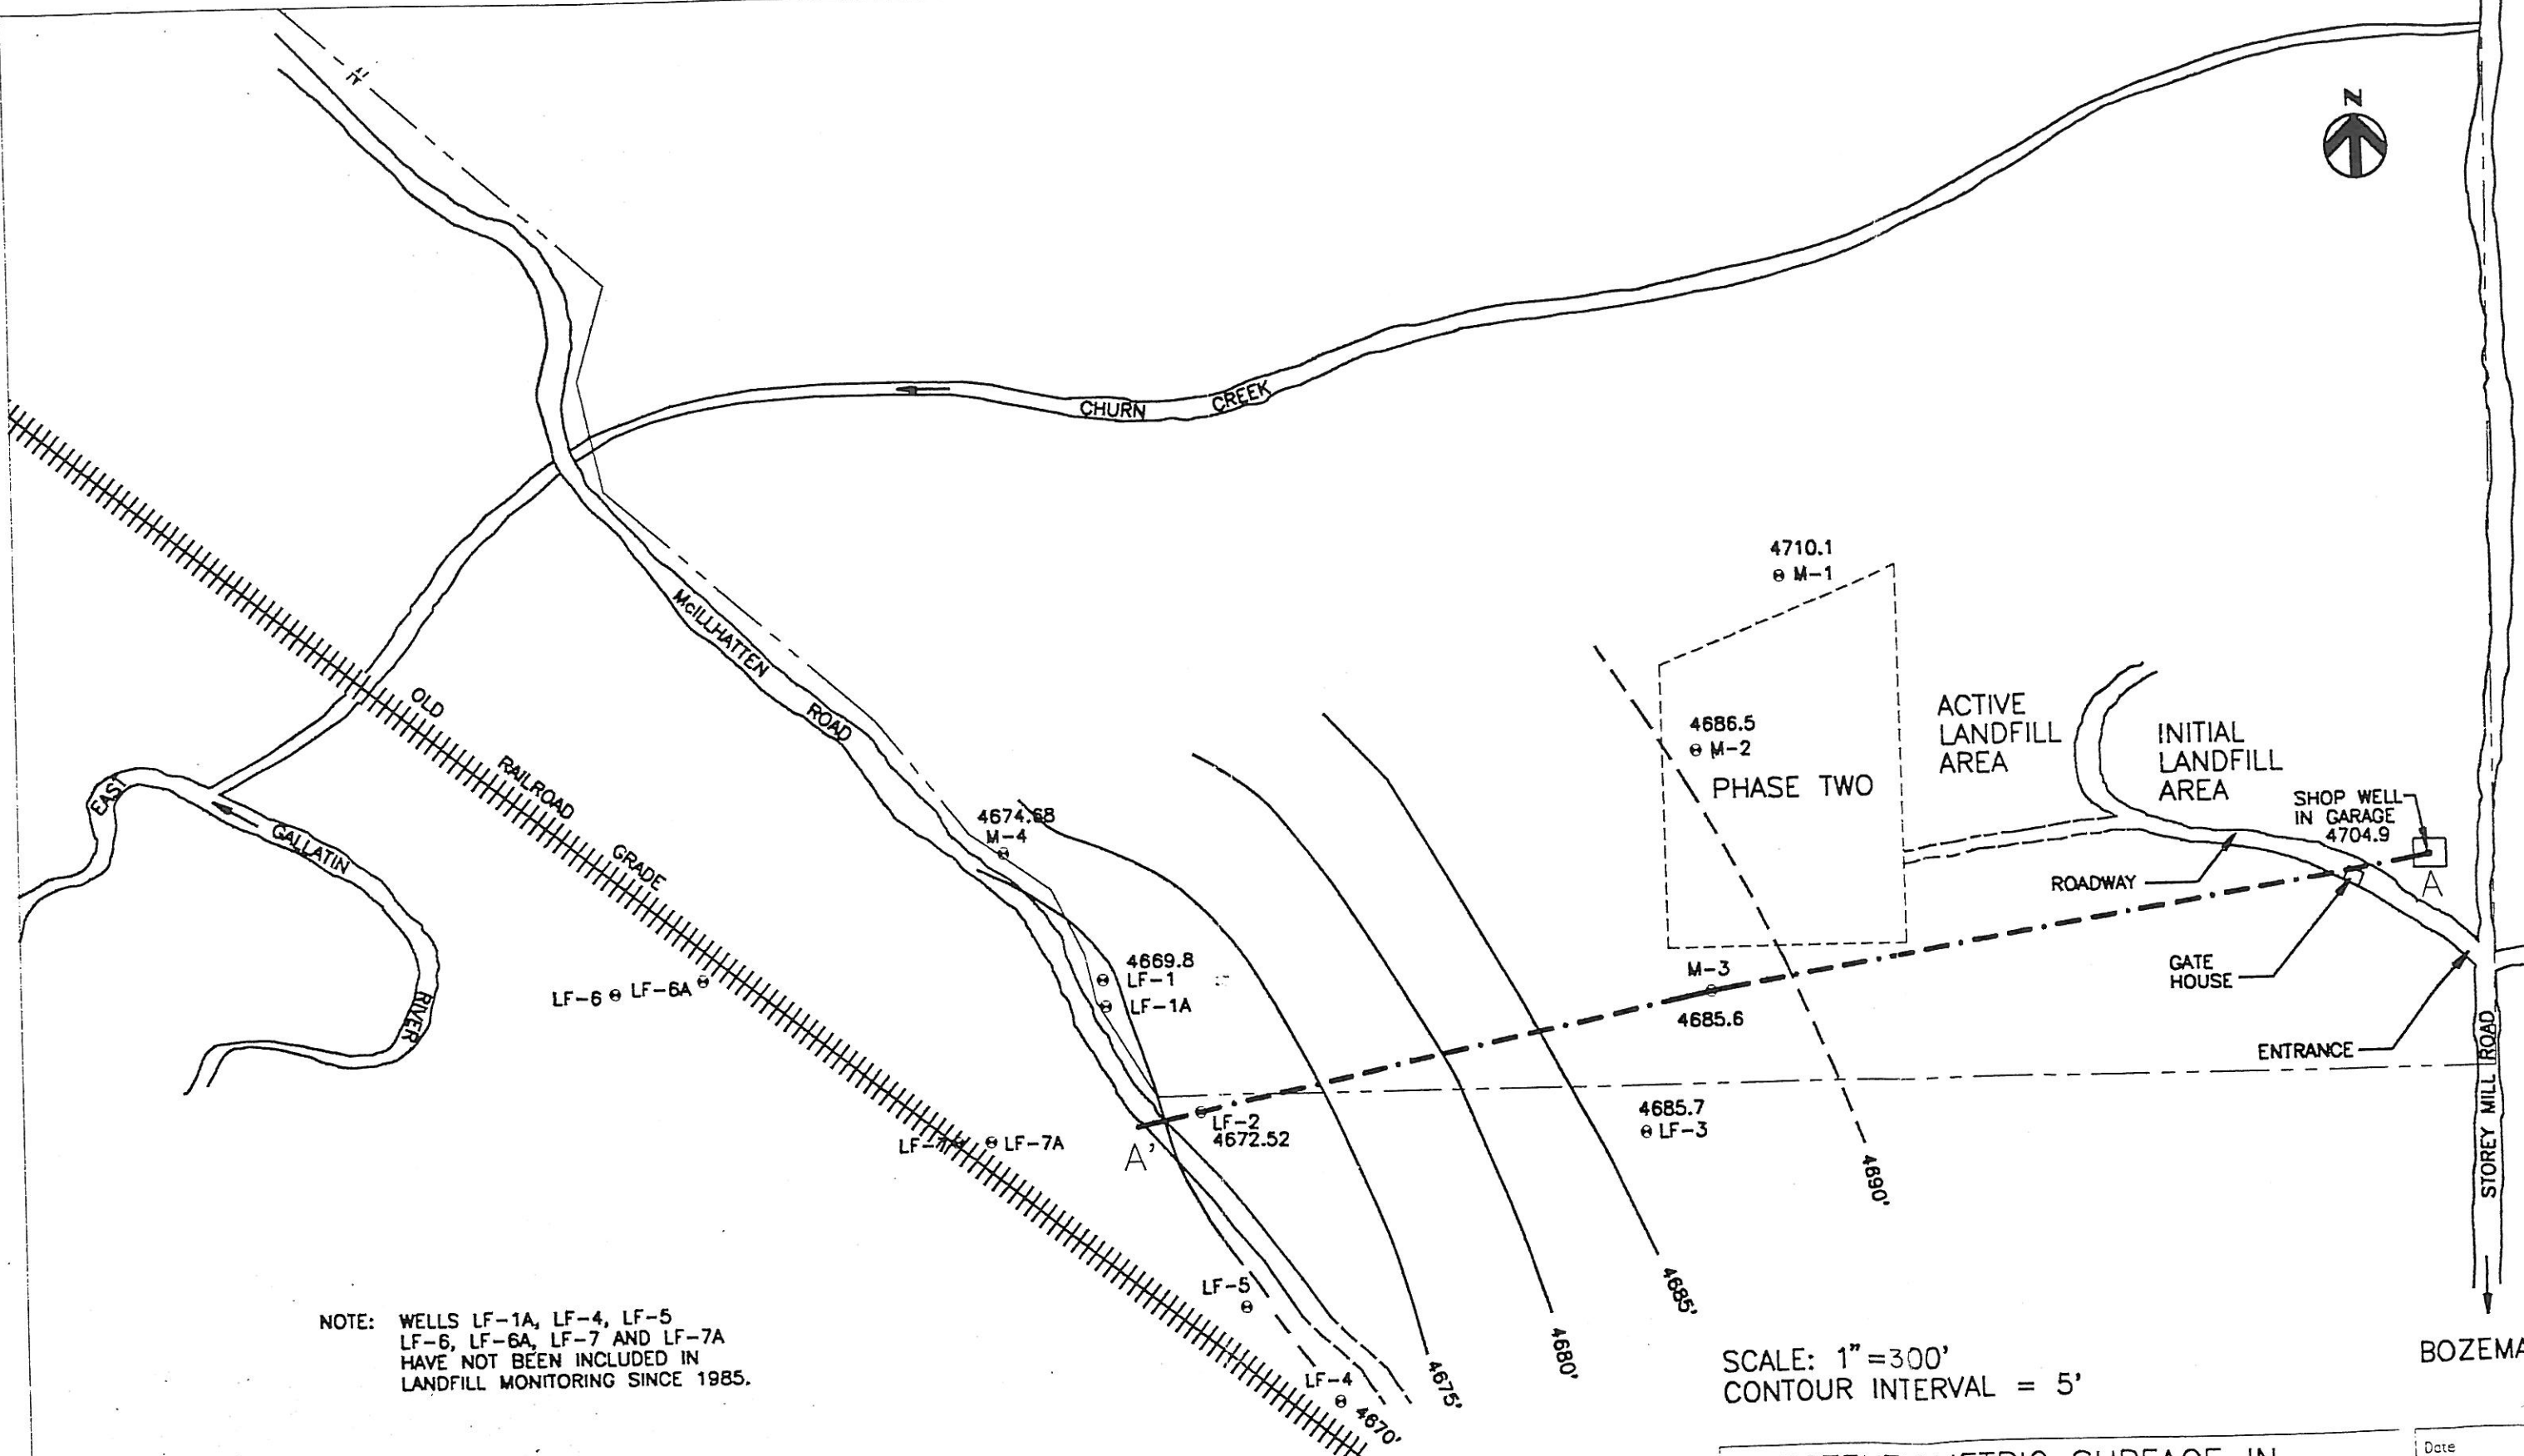 N
CHURN CREEK
4710.1
M-1
4686.5
M-2
PHASE TWO
ACTIVE
LANDFILL
AREA
INITIAL
LANDFILL
AREA
SHOP WELL
IN GARAGE
4704.9
A
ROADWAY
GATE
HOUSE
ENTRANCE
STOREY MILL ROAD
McILLHATTEN ROAD
OLD RAILROAD GRADE
EAST GALLATIN RIVER
4674.68
M-4
4669.8
LF-1
LF-1A
LF-6
LF-6A
M-3
4685.6
LF-2
4672.52
A'
LF-7
LF-7A
4685.7
LF-3
4690'
4685'
4680'
4675'
4670'
LF-5
LF-4
NOTE: WELLS LF-1A, LF-4, LF-5
LF-6, LF-6A, LF-7 AND LF-7A
HAVE NOT BEEN INCLUDED IN
LANDFILL MONITORING SINCE 1985.
SCALE: 1"=300'
CONTOUR INTERVAL = 5'
BOZEMA
SURFACE IN
Date